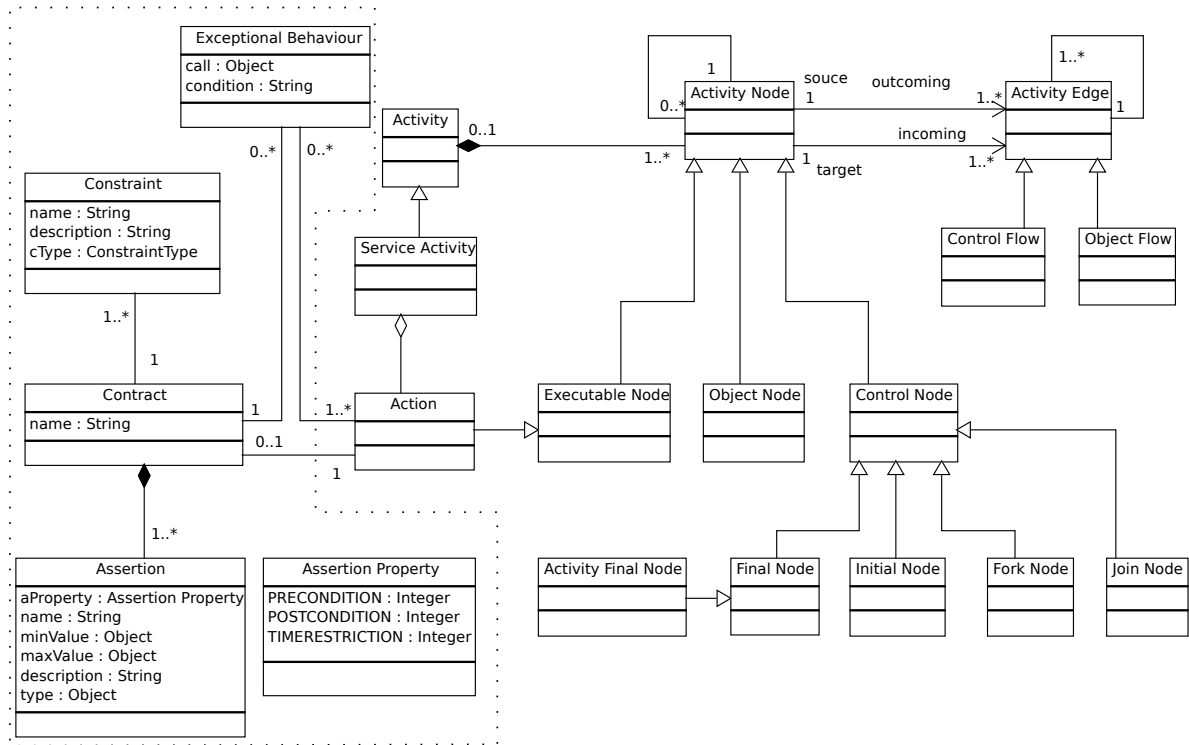 Exceptional Behaviour
call : Object
condition : String
0..*
0..*
Activity
0..1
1..*
1
0..*
Activity Node
souce
1
outcoming
1..*
incoming
1
target
1..*
1..*
Activity Edge
1
Constraint
name : String
description : String
cType : ConstraintType
1..*
1
Service Activity
Control Flow
Object Flow
Contract
name : String
1
0..1
1..*
1
Action
Executable Node
Object Node
Control Node
1..*
Assertion
aProperty : Assertion Property
name : String
minValue : Object
maxValue : Object
description : String
type : Object
Assertion Property
PRECONDITION : Integer
POSTCONDITION : Integer
TIMERESTRICTION : Integer
Activity Final Node
Final Node
Initial Node
Fork Node
Join Node